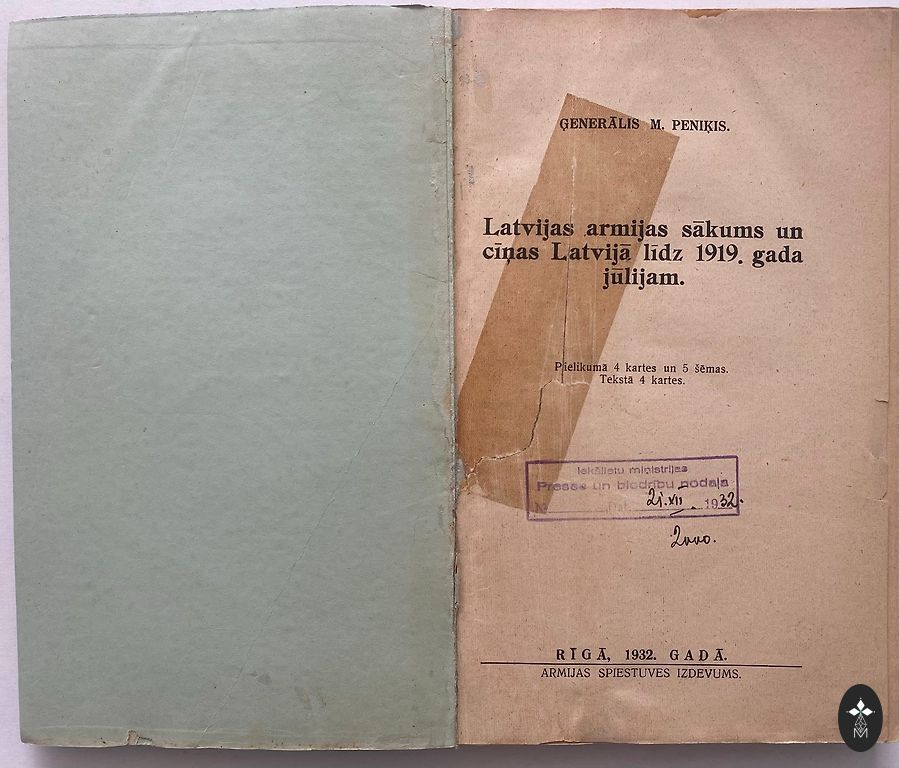 ĢENERĀLIS M. PENIĶIS.
Latvijas armijas sākums un
cīņas Latvijā līdz 1919. gada
jūlijam.
Pielikumā 4 kartes un 5 šēmas.
Tekstā 4 kartes.
Iekšlietu ministrijas
Preses un biedrību nodaļa
21.XII 1932.
2000.
RĪGĀ, 1932. GADĀ.
ARMIJAS SPIESTUVES IZDEVUMS.
M